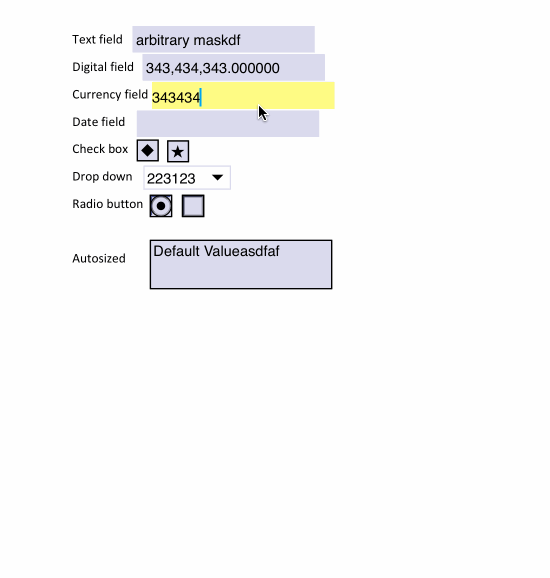 Text field arbitrary maskdf
Digital field 343,434,343.000000
Currency field 343434
Date field
Check box
Drop down 223123
Radio button
Default Valueasdfaf
Autosized